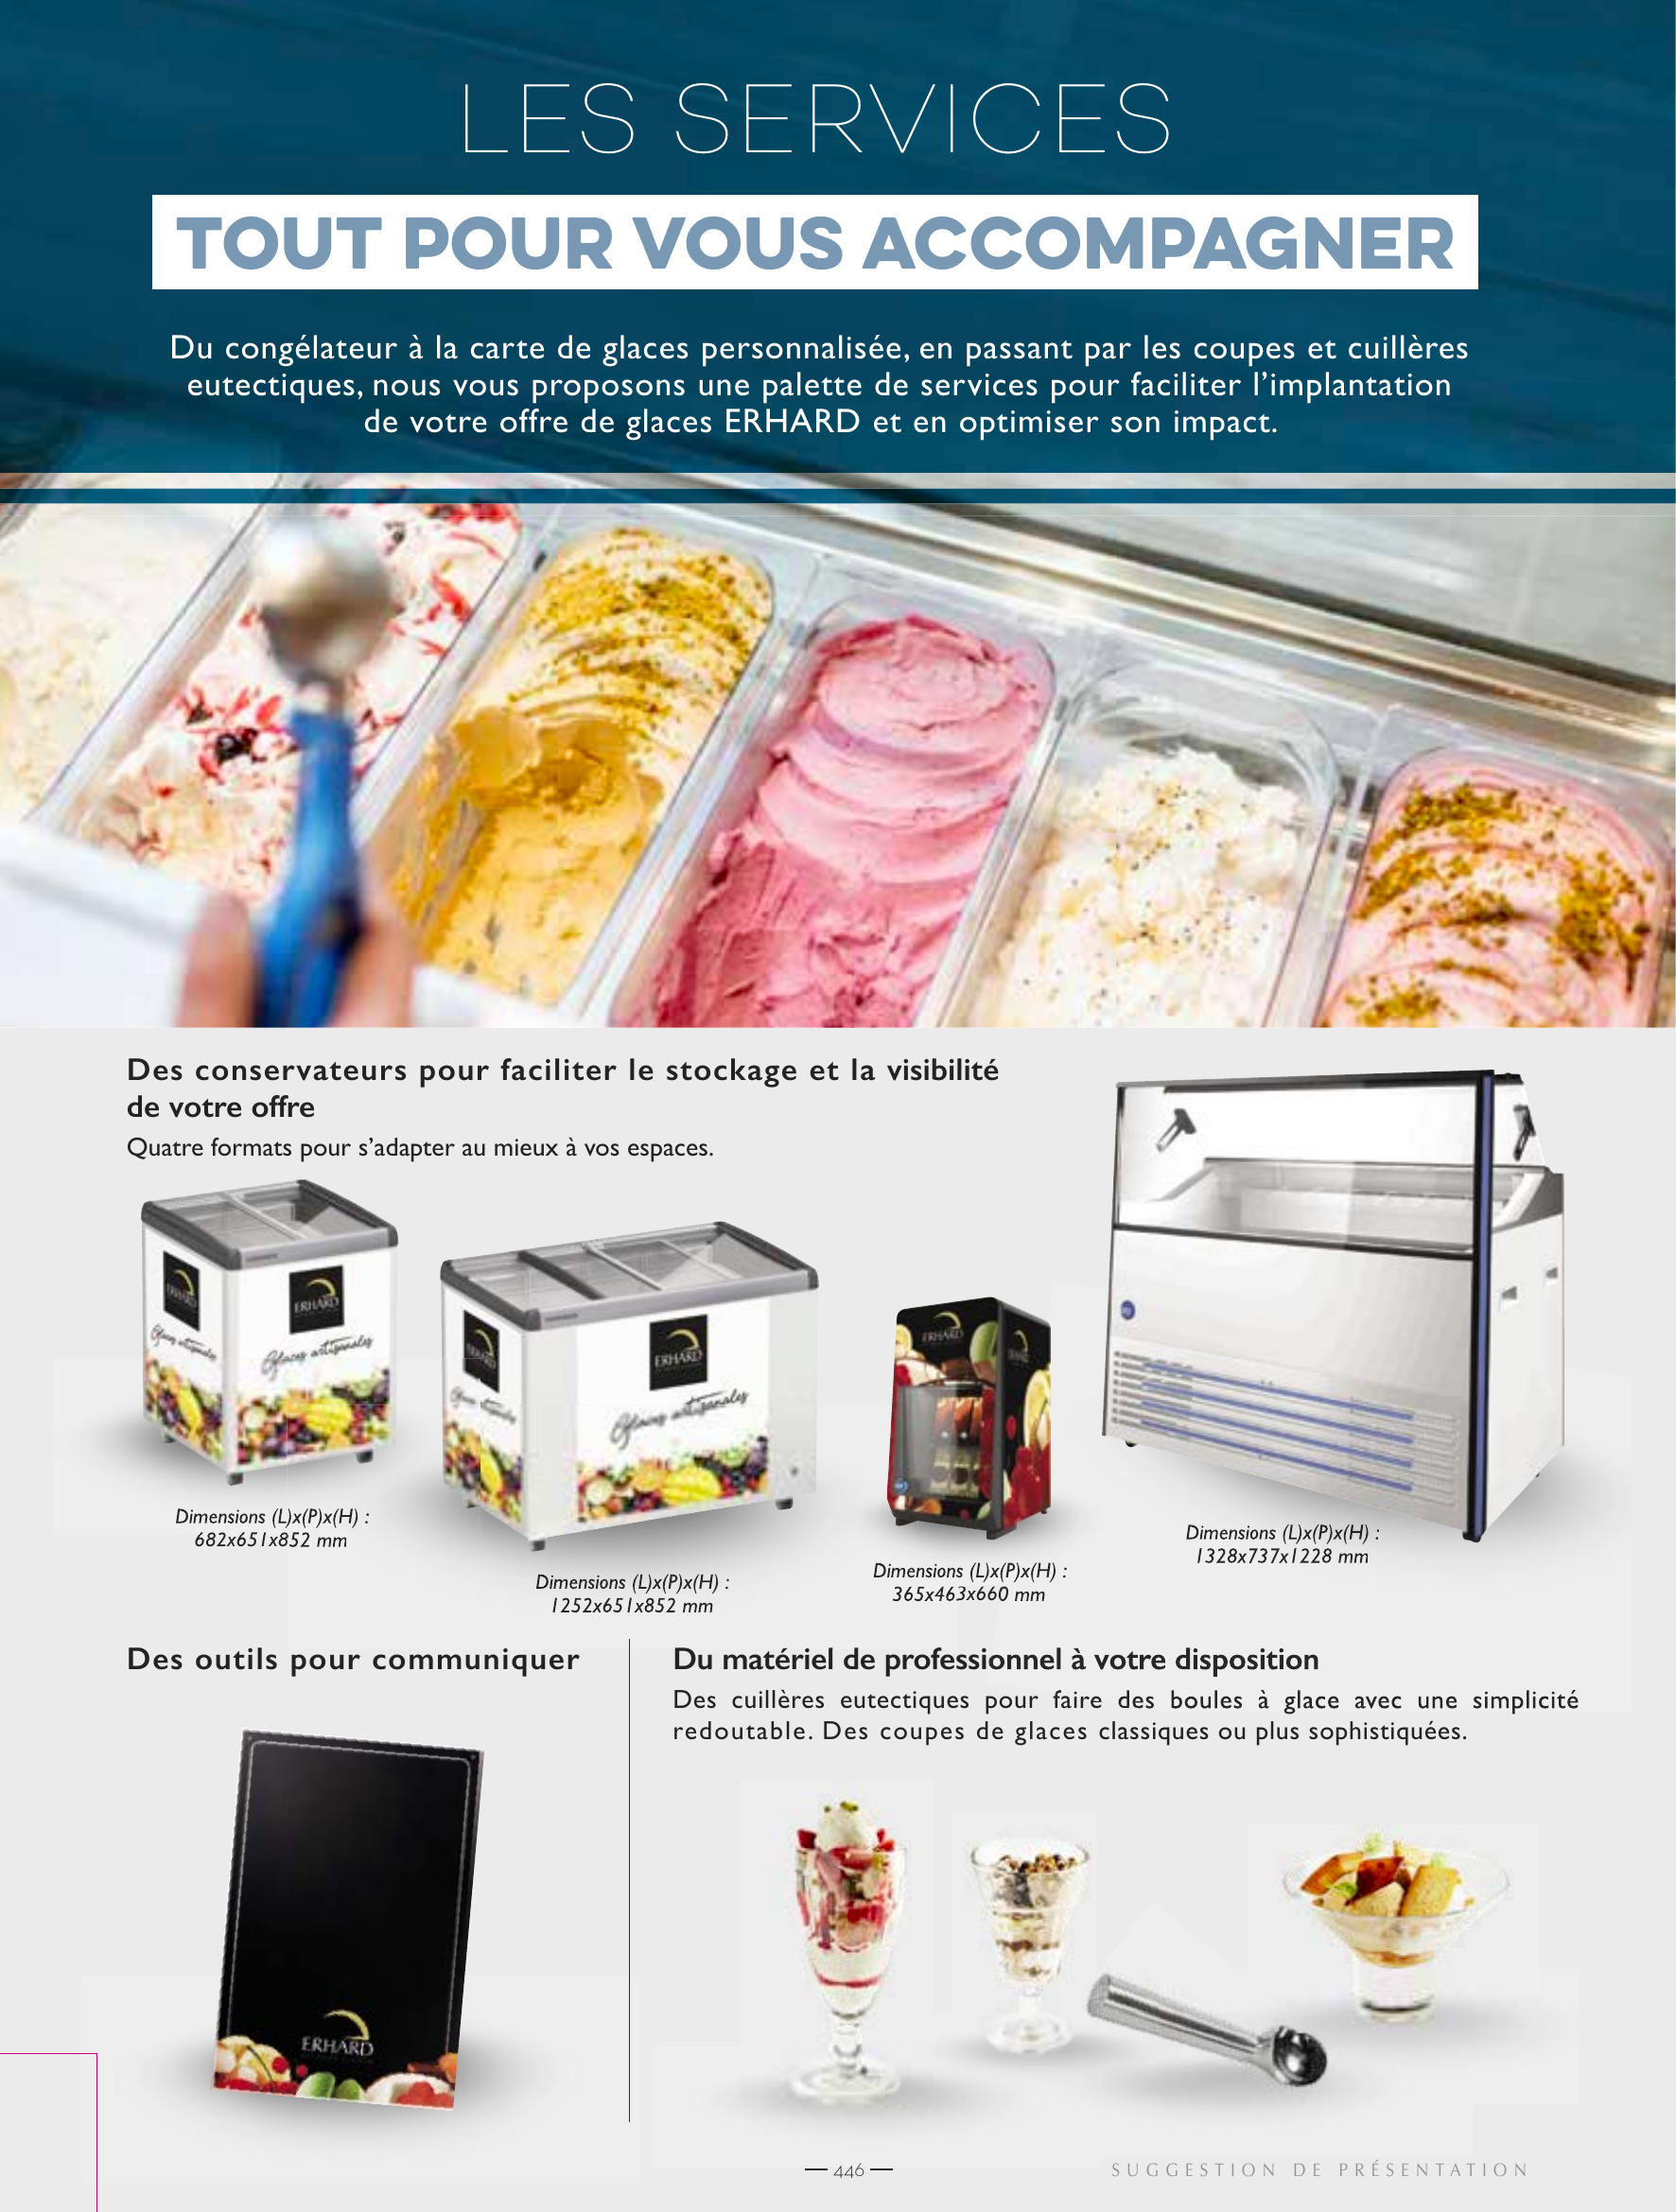 LES SERVICES
TOUT POUR VOUS ACCOMPAGNER
Du congélateur à la carte de glaces personnalisée, en passant par les coupes et cuillères
eutectiques, nous vous proposons une palette de services pour faciliter l'implantation
de votre offre de glaces ERHARD et en optimiser son impact.
Des conservateurs pour faciliter le stockage et la visibilité
de votre offre
Quatre formats pour s'adapter au mieux à vos espaces.
ERHARD
Glaces artisanales
ERHARD
Glaces artisanales
ERHARD
Glaces artisanales
ERHARD
Glaces artisanales
ERHARD
Dimensions (L)x(P)x(H) :
682x651x852 mm
Dimensions (L)x(P)x(H) :
1252x651x852 mm
Dimensions (L)x(P)x(H) :
365x463x660 mm
Dimensions (L)x(P)x(H) :
1328x737x1228 mm
Des outils pour communiquer
ERHARD
Du matériel de professionnel à votre disposition
Des cuillères eutectiques pour faire des boules à glace avec une simplicité
redoutable. Des coupes de glaces classiques ou plus sophistiquées.
446
SUGGESTION DE PRÉSENTATION